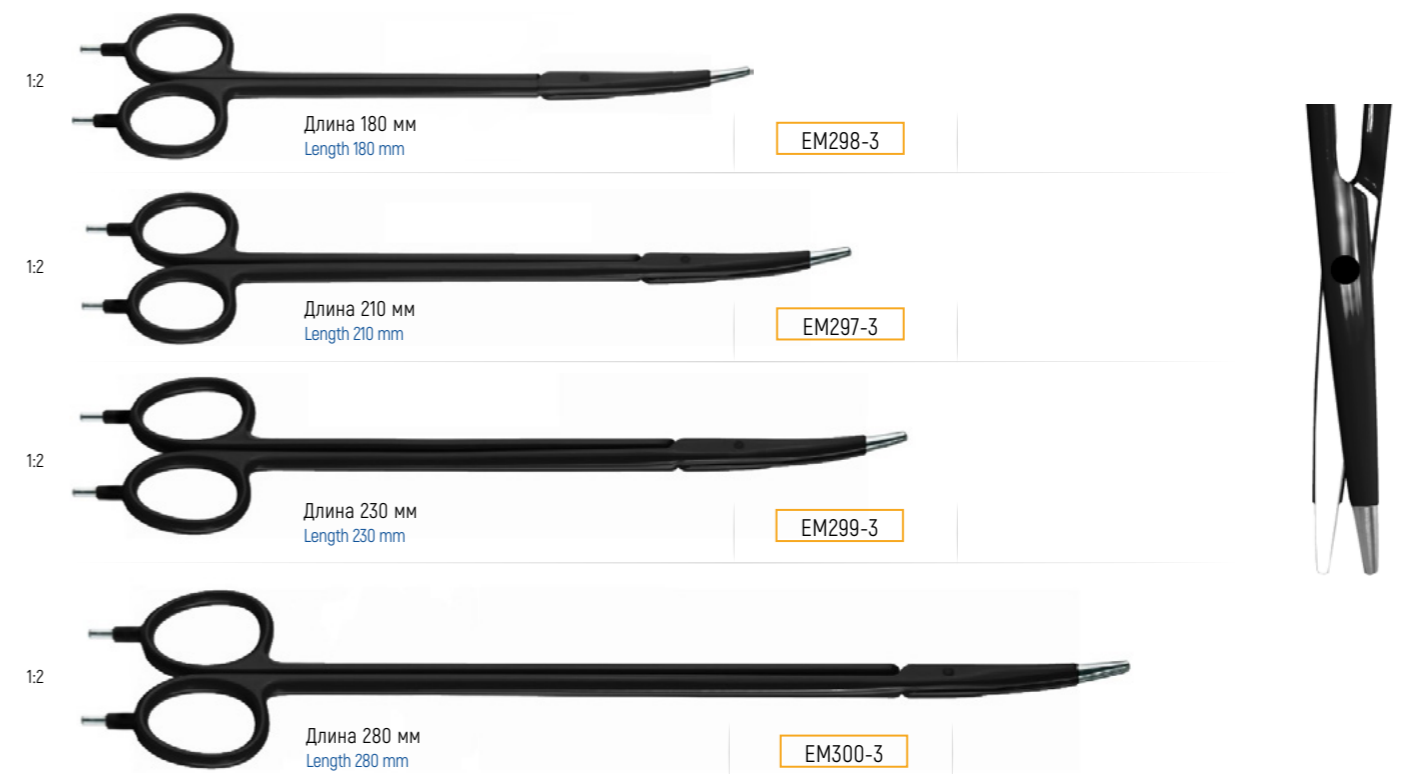 1:2
Длина 180 мм
Length 180 mm
EM298-3
1:2
Длина 210 мм
Length 210 mm
EM297-3
1:2
Длина 230 мм
Length 230 mm
EM299-3
1:2
Длина 280 мм
Length 280 mm
EM300-3